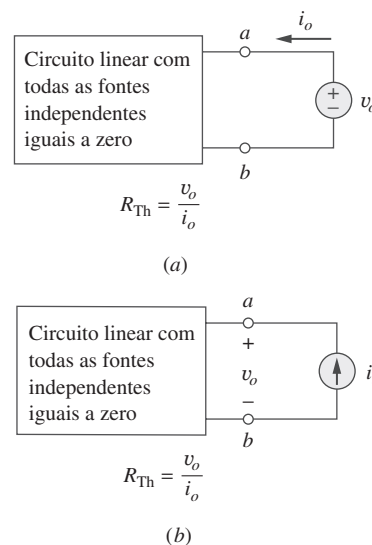 i_o
a
Circuito linear com
todas as fontes
independentes
iguais a zero
+
−
v_o
b
R_Th = v_o / i_o
(a)
a
Circuito linear com
todas as fontes
independentes
iguais a zero
+
v_o
−
i
b
R_Th = v_o / i_o
(b)